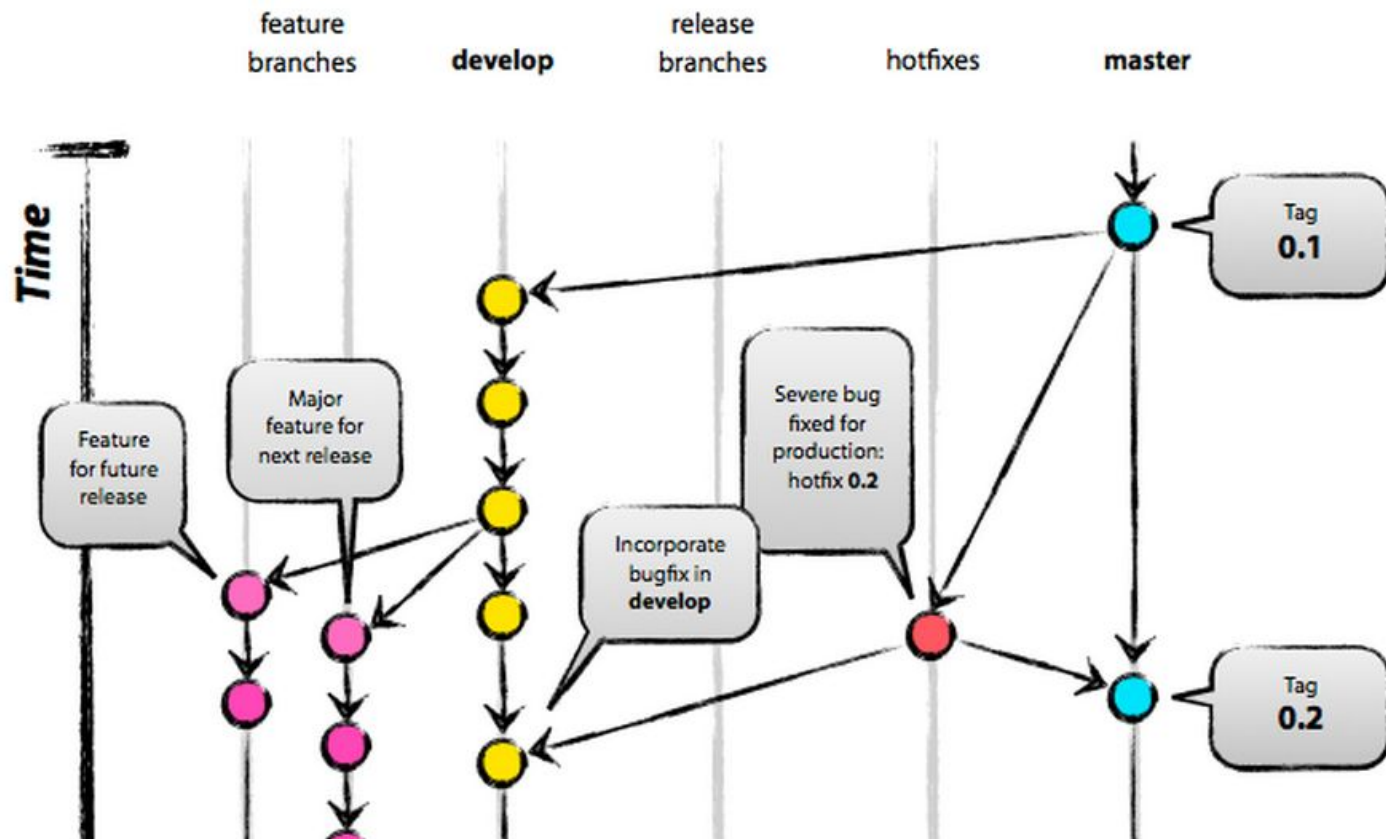 feature
branches
develop
release
branches
hotfixes
master
Time
Tag
0.1
Major
feature for
next release
Severe bug
fixed for
production:
hotfix 0.2
Feature
for future
release
Incorporate
bugfix in
develop
Tag
0.2